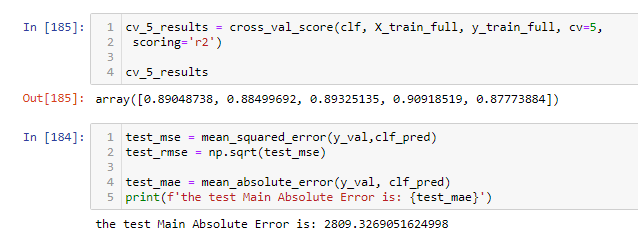 In [185]:
1 cv_5_results = cross_val_score(clf, X_train_full, y_train_full, cv=5,
2  scoring='r2')
3
4 cv_5_results
Out[185]: array([0.89048738, 0.88499692, 0.89325135, 0.90918519, 0.87773884])
In [184]:
1 test_mse = mean_squared_error(y_val,clf_pred)
2 test_rmse = np.sqrt(test_mse)
3
4 test_mae = mean_absolute_error(y_val, clf_pred)
5 print(f'the test Main Absolute Error is: {test_mae}')
the test Main Absolute Error is: 2809.3269051624998